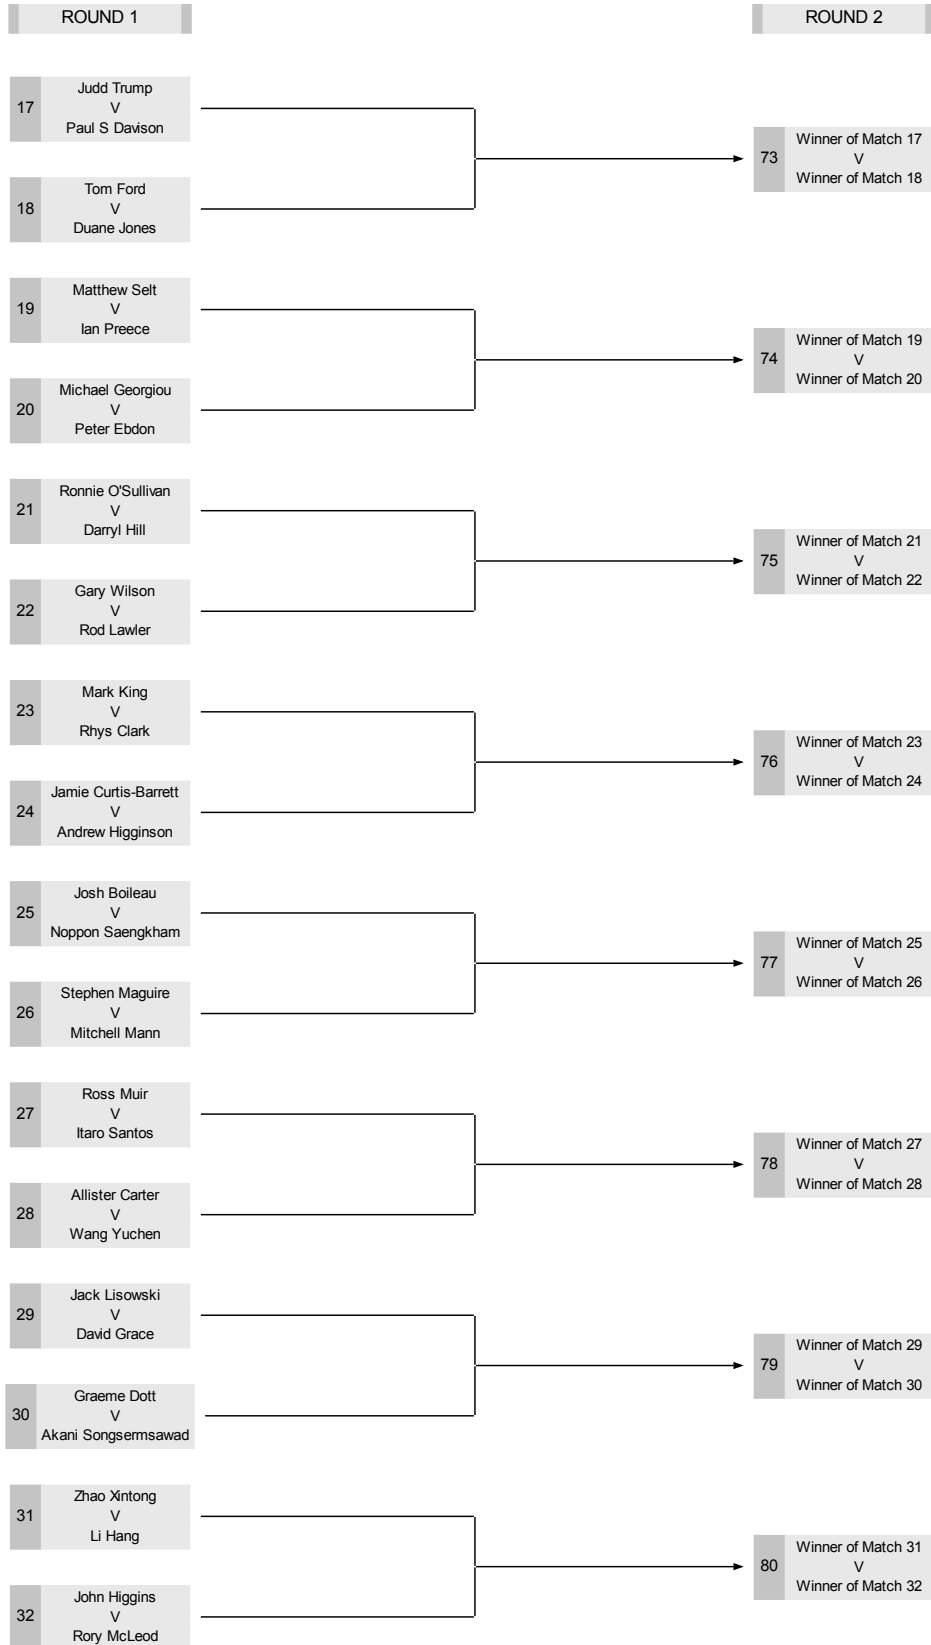 ROUND 1
ROUND 2
17
Judd Trump
V
Paul S Davison
73
Winner of Match 17
V
Winner of Match 18
18
Tom Ford
V
Duane Jones
19
Matthew Selt
V
Ian Preece
74
Winner of Match 19
V
Winner of Match 20
20
Michael Georgiou
V
Peter Ebdon
21
Ronnie O'Sullivan
V
Darryl Hill
75
Winner of Match 21
V
Winner of Match 22
22
Gary Wilson
V
Rod Lawler
23
Mark King
V
Rhys Clark
76
Winner of Match 23
V
Winner of Match 24
24
Jamie Curtis-Barrett
V
Andrew Higginson
25
Josh Boileau
V
Noppon Saengkham
77
Winner of Match 25
V
Winner of Match 26
26
Stephen Maguire
V
Mitchell Mann
27
Ross Muir
V
Itaro Santos
78
Winner of Match 27
V
Winner of Match 28
28
Allister Carter
V
Wang Yuchen
29
Jack Lisowski
V
David Grace
79
Winner of Match 29
V
Winner of Match 30
30
Graeme Dott
V
Akani Songsermsawad
31
Zhao Xintong
V
Li Hang
80
Winner of Match 31
V
Winner of Match 32
32
John Higgins
V
Rory McLeod